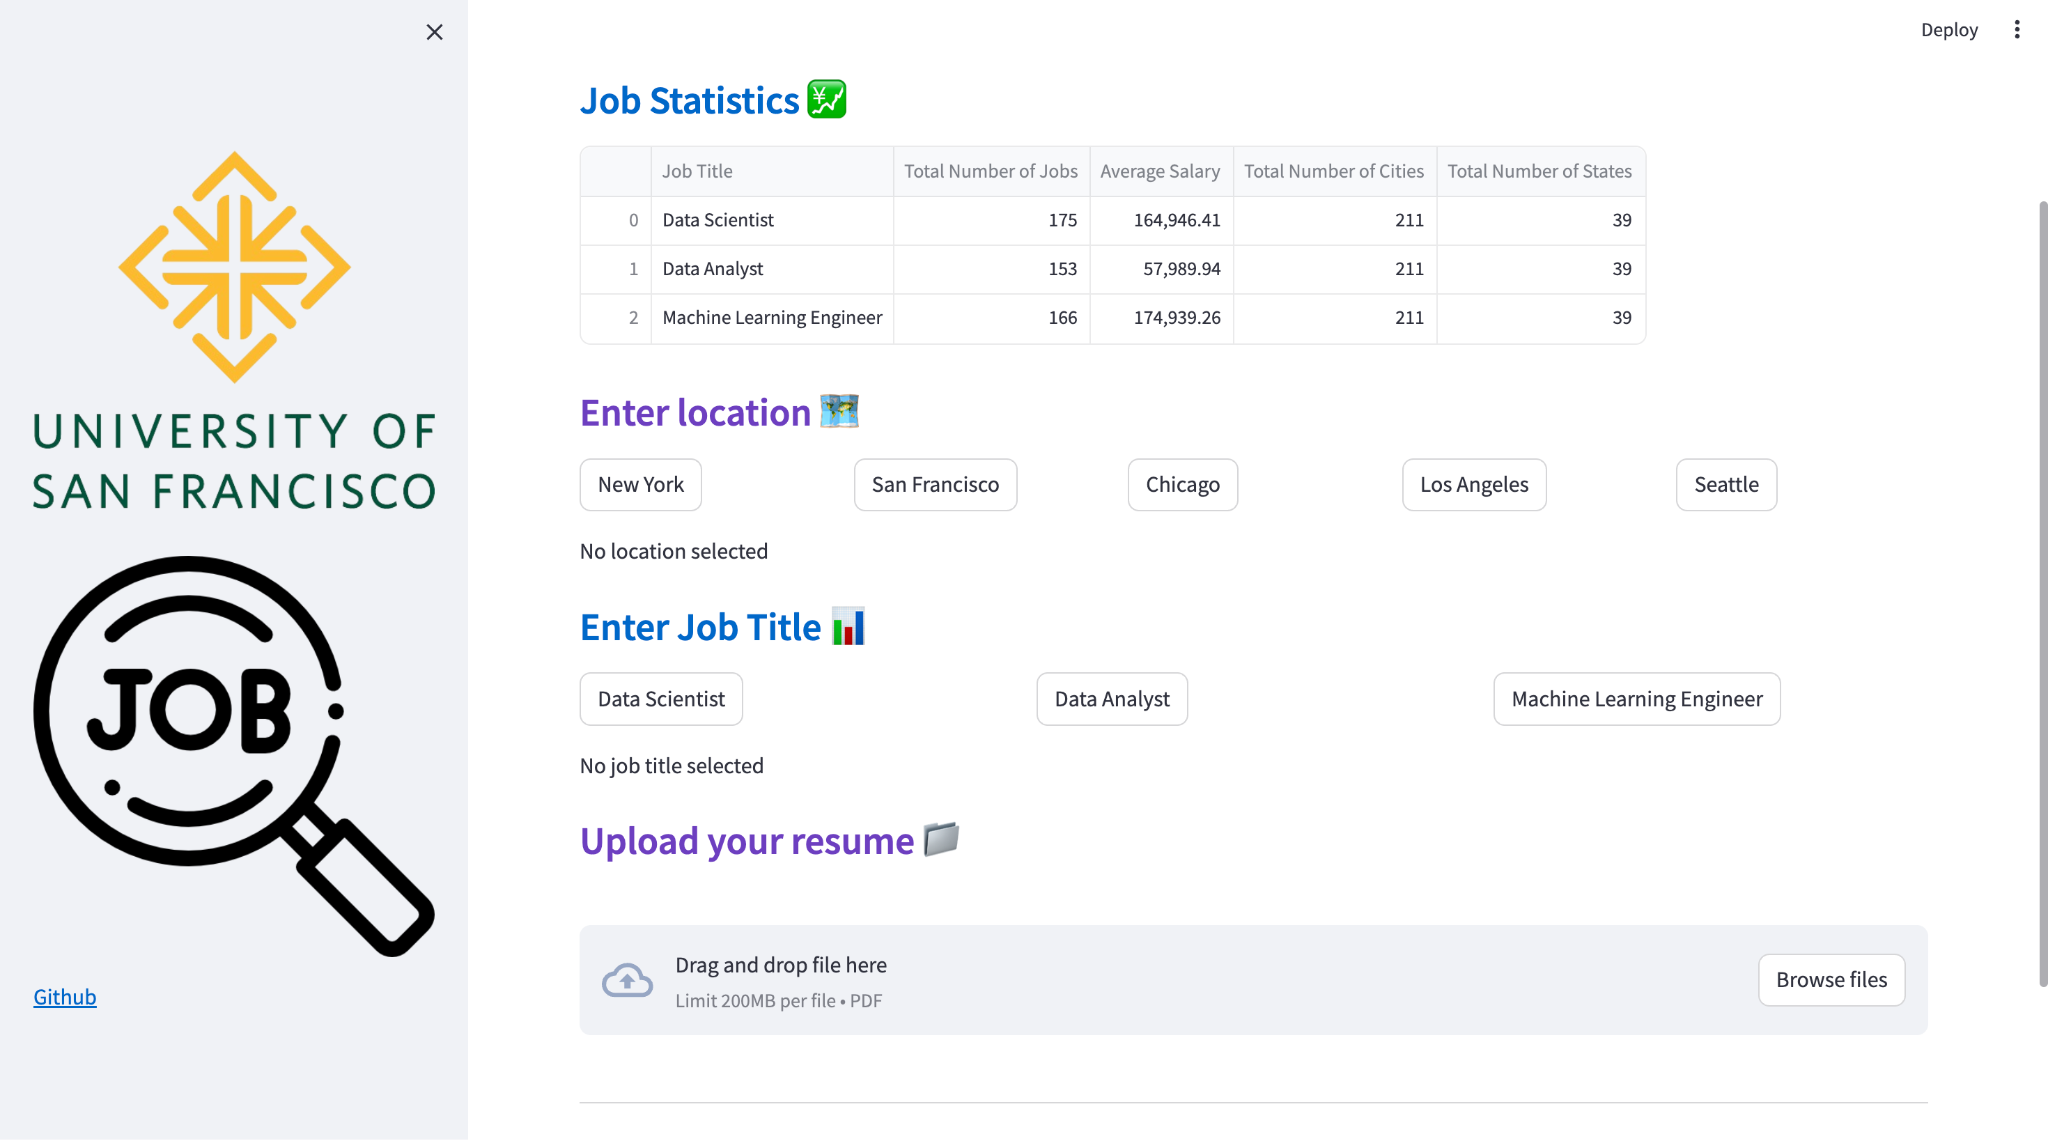 Deploy
UNIVERSITY OF
SAN FRANCISCO
JOB
Github
Job Statistics
Job Title Total Number of Jobs Average Salary Total Number of Cities Total Number of States
0 Data Scientist 175 164,946.41 211 39
1 Data Analyst 153 57,989.94 211 39
2 Machine Learning Engineer 166 174,939.26 211 39
Enter location
New York San Francisco Chicago Los Angeles Seattle
No location selected
Enter Job Title
Data Scientist Data Analyst Machine Learning Engineer
No job title selected
Upload your resume
Drag and drop file here
Limit 200MB per file • PDF
Browse files